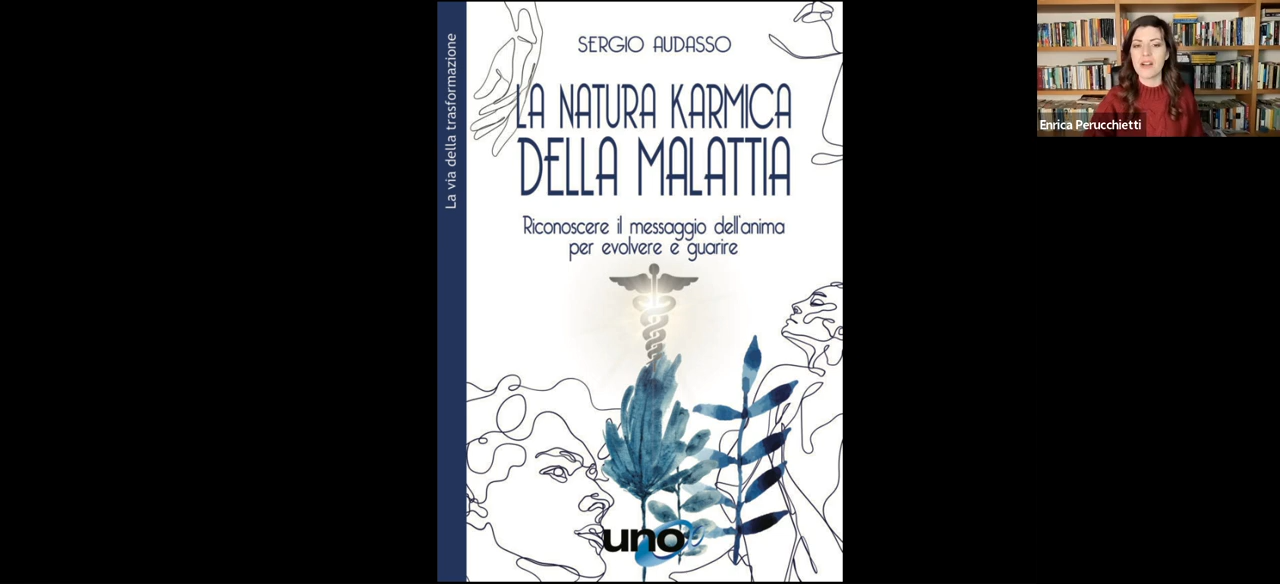 La via della trasformazione
SERGIO AUDASSO
LA NATURA KARMICA
DELLA MALATTIA
Riconoscere il messaggio dell'anima
per evolvere e guarire
uno
Enrica Perucchietti